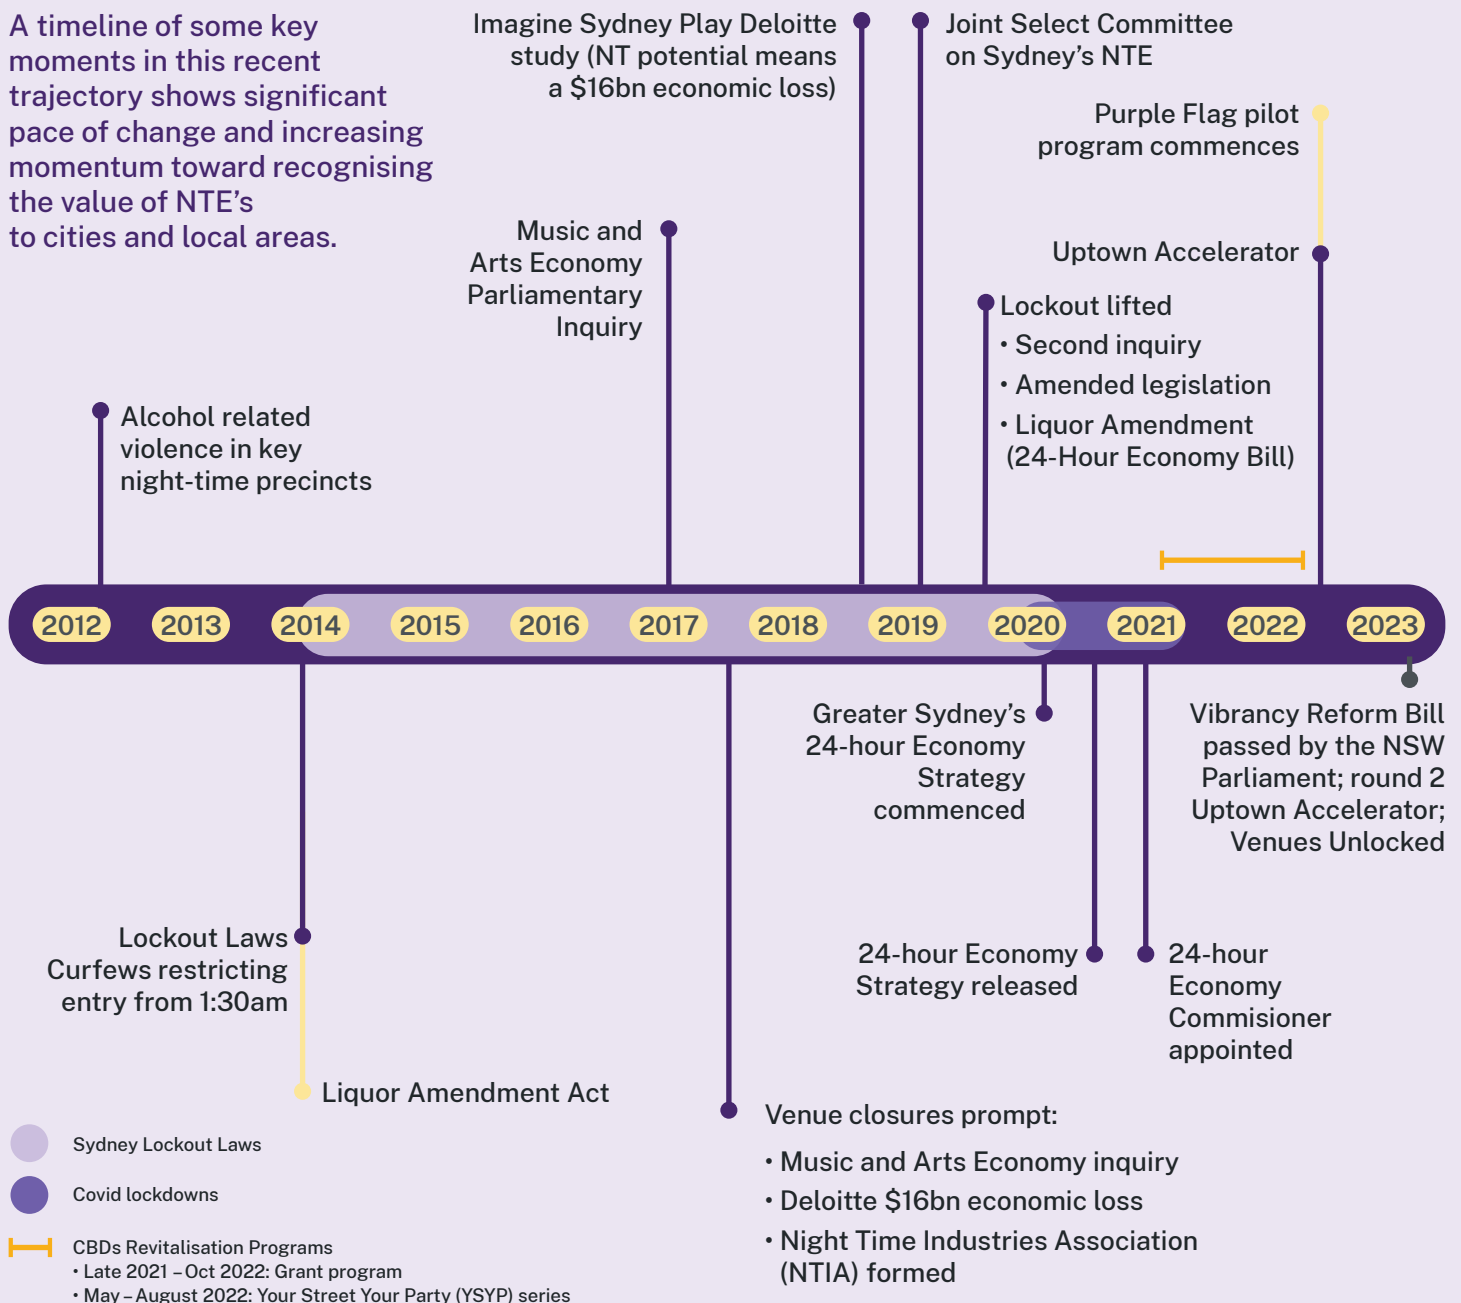 A timeline of some key
moments in this recent
trajectory shows significant
pace of change and increasing
momentum toward recognising
the value of NTE’s
to cities and local areas.
Imagine Sydney Play Deloitte
study (NT potential means
a $16bn economic loss)
Joint Select Committee
on Sydney’s NTE
Purple Flag pilot
program commences
Music and
Arts Economy
Parliamentary
Inquiry
Uptown Accelerator
Lockout lifted
• Second inquiry
• Amended legislation
• Liquor Amendment
(24-Hour Economy Bill)
Alcohol related
violence in key
night-time precincts
2012 2013 2014 2015 2016 2017 2018 2019 2020 2021 2022 2023
Greater Sydney’s
24-hour Economy
Strategy
commenced
Vibrancy Reform Bill
passed by the NSW
Parliament; round 2
Uptown Accelerator;
Venues Unlocked
Lockout Laws
Curfews restricting
entry from 1:30am
24-hour Economy
Strategy released
24-hour
Economy
Commisioner
appointed
Liquor Amendment Act
Venue closures prompt:
• Music and Arts Economy inquiry
• Deloitte $16bn economic loss
• Night Time Industries Association
(NTIA) formed
Sydney Lockout Laws
Covid lockdowns
CBDs Revitalisation Programs
• Late 2021 – Oct 2022: Grant program
• May – August 2022: Your Street Your Party (YSYP) series